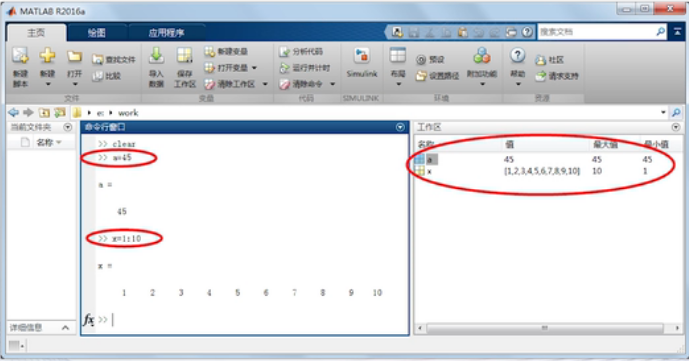 MATLAB R2016a
主页 绘图 应用程序 搜索文档
新建脚本 新建 打开 查找文件 比较 导入数据 保存工作区 新建变量 打开变量 清除工作区 分析代码 运行并计时 清除命令 Simulink 布局 预设 设置路径 附加功能 帮助 社区 请求支持
文件 变量 代码 SIMULINK 环境 资源
e: work
当前文件夹 命令行窗口 工作区
名称 名称 值 最大值 最小值
>> clear
>> a=45
a =
45
>> x=1:10
x =
1 2 3 4 5 6 7 8 9 10
fx >>
a 45 45 45
x [1,2,3,4,5,6,7,8,9,10] 10 1
详细信息